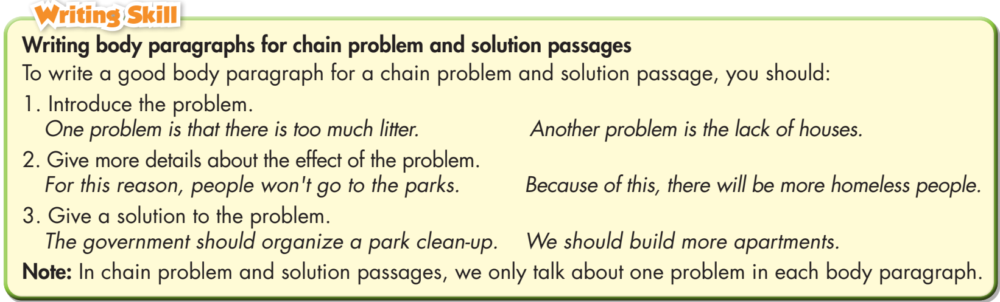 Writing Skill
Writing body paragraphs for chain problem and solution passages
To write a good body paragraph for a chain problem and solution passage, you should:
1. Introduce the problem.
One problem is that there is too much litter. Another problem is the lack of houses.
2. Give more details about the effect of the problem.
For this reason, people won't go to the parks. Because of this, there will be more homeless people.
3. Give a solution to the problem.
The government should organize a park clean-up. We should build more apartments.
Note: In chain problem and solution passages, we only talk about one problem in each body paragraph.